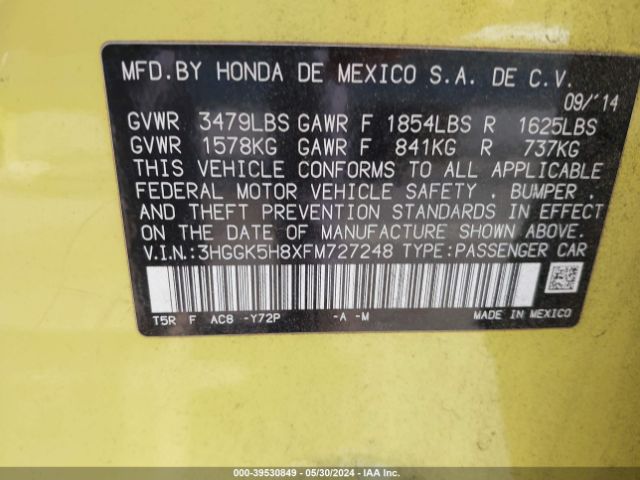 MFD.BY HONDA DE MEXICO S.A. DE C.V.
09/'14
GVWR 3479LBS GAWR F 1854LBS R 1625LBS
GVWR 1578KG GAWR F 841KG R 737KG
THIS VEHICLE CONFORMS TO ALL APPLICABLE
FEDERAL MOTOR VEHICLE SAFETY , BUMPER ,
AND THEFT PREVENTION STANDARDS IN EFFECT
ON THE DATE OF MANUFACTURE SHOWN ABOVE.
V.I.N.:3HGGK5H8XFM727248 TYPE:PASSENGER CAR
T5R F AC8 -Y72P -A -M MADE IN MEXICO
000-39530849 - 05/30/2024 - IAA Inc.